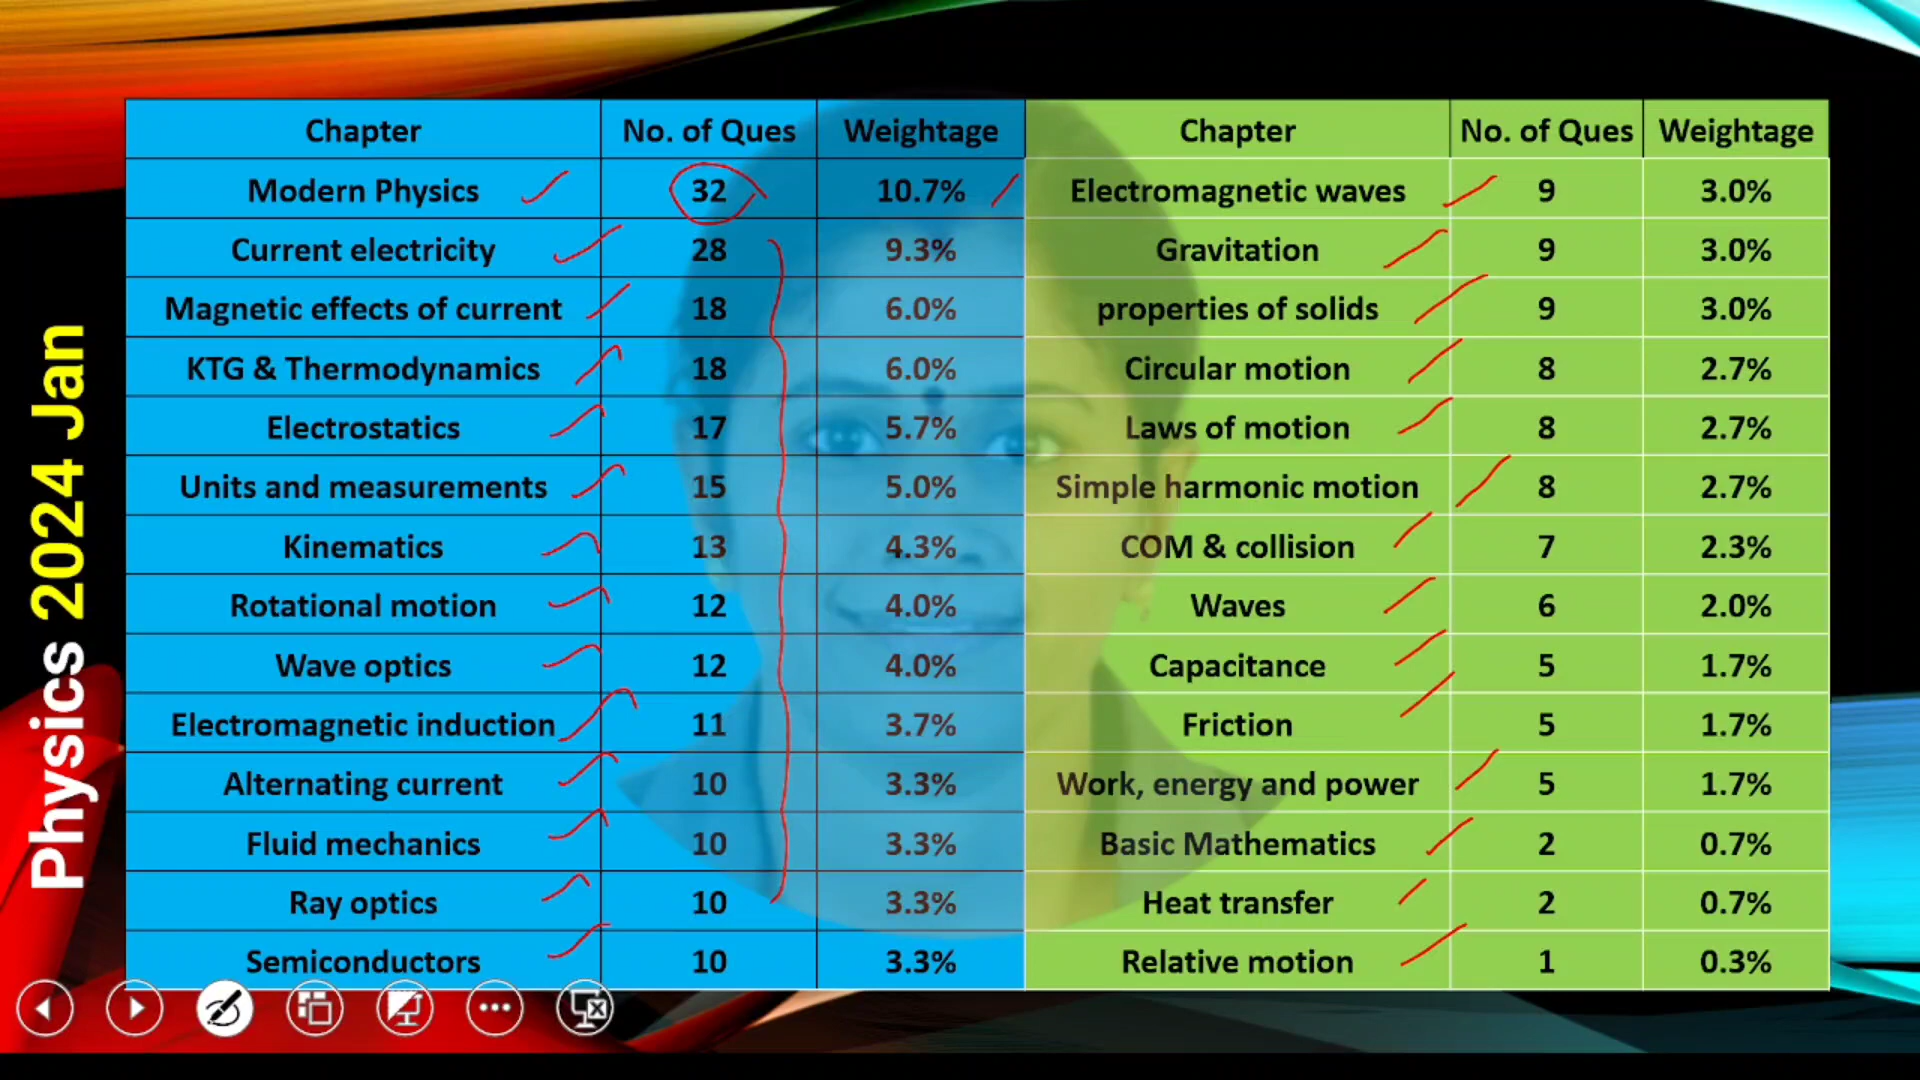 Physics 2024 Jan
Chapter No. of Ques Weightage Chapter No. of Ques Weightage
Modern Physics 32 10.7% Electromagnetic waves 9 3.0%
Current electricity 28 9.3% Gravitation 9 3.0%
Magnetic effects of current 18 6.0% properties of solids 9 3.0%
KTG & Thermodynamics 18 6.0% Circular motion 8 2.7%
Electrostatics 17 5.7% Laws of motion 8 2.7%
Units and measurements 15 5.0% Simple harmonic motion 8 2.7%
Kinematics 13 4.3% COM & collision 7 2.3%
Rotational motion 12 4.0% Waves 6 2.0%
Wave optics 12 4.0% Capacitance 5 1.7%
Electromagnetic induction 11 3.7% Friction 5 1.7%
Alternating current 10 3.3% Work, energy and power 5 1.7%
Fluid mechanics 10 3.3% Basic Mathematics 2 0.7%
Ray optics 10 3.3% Heat transfer 2 0.7%
Semiconductors 10 3.3% Relative motion 1 0.3%